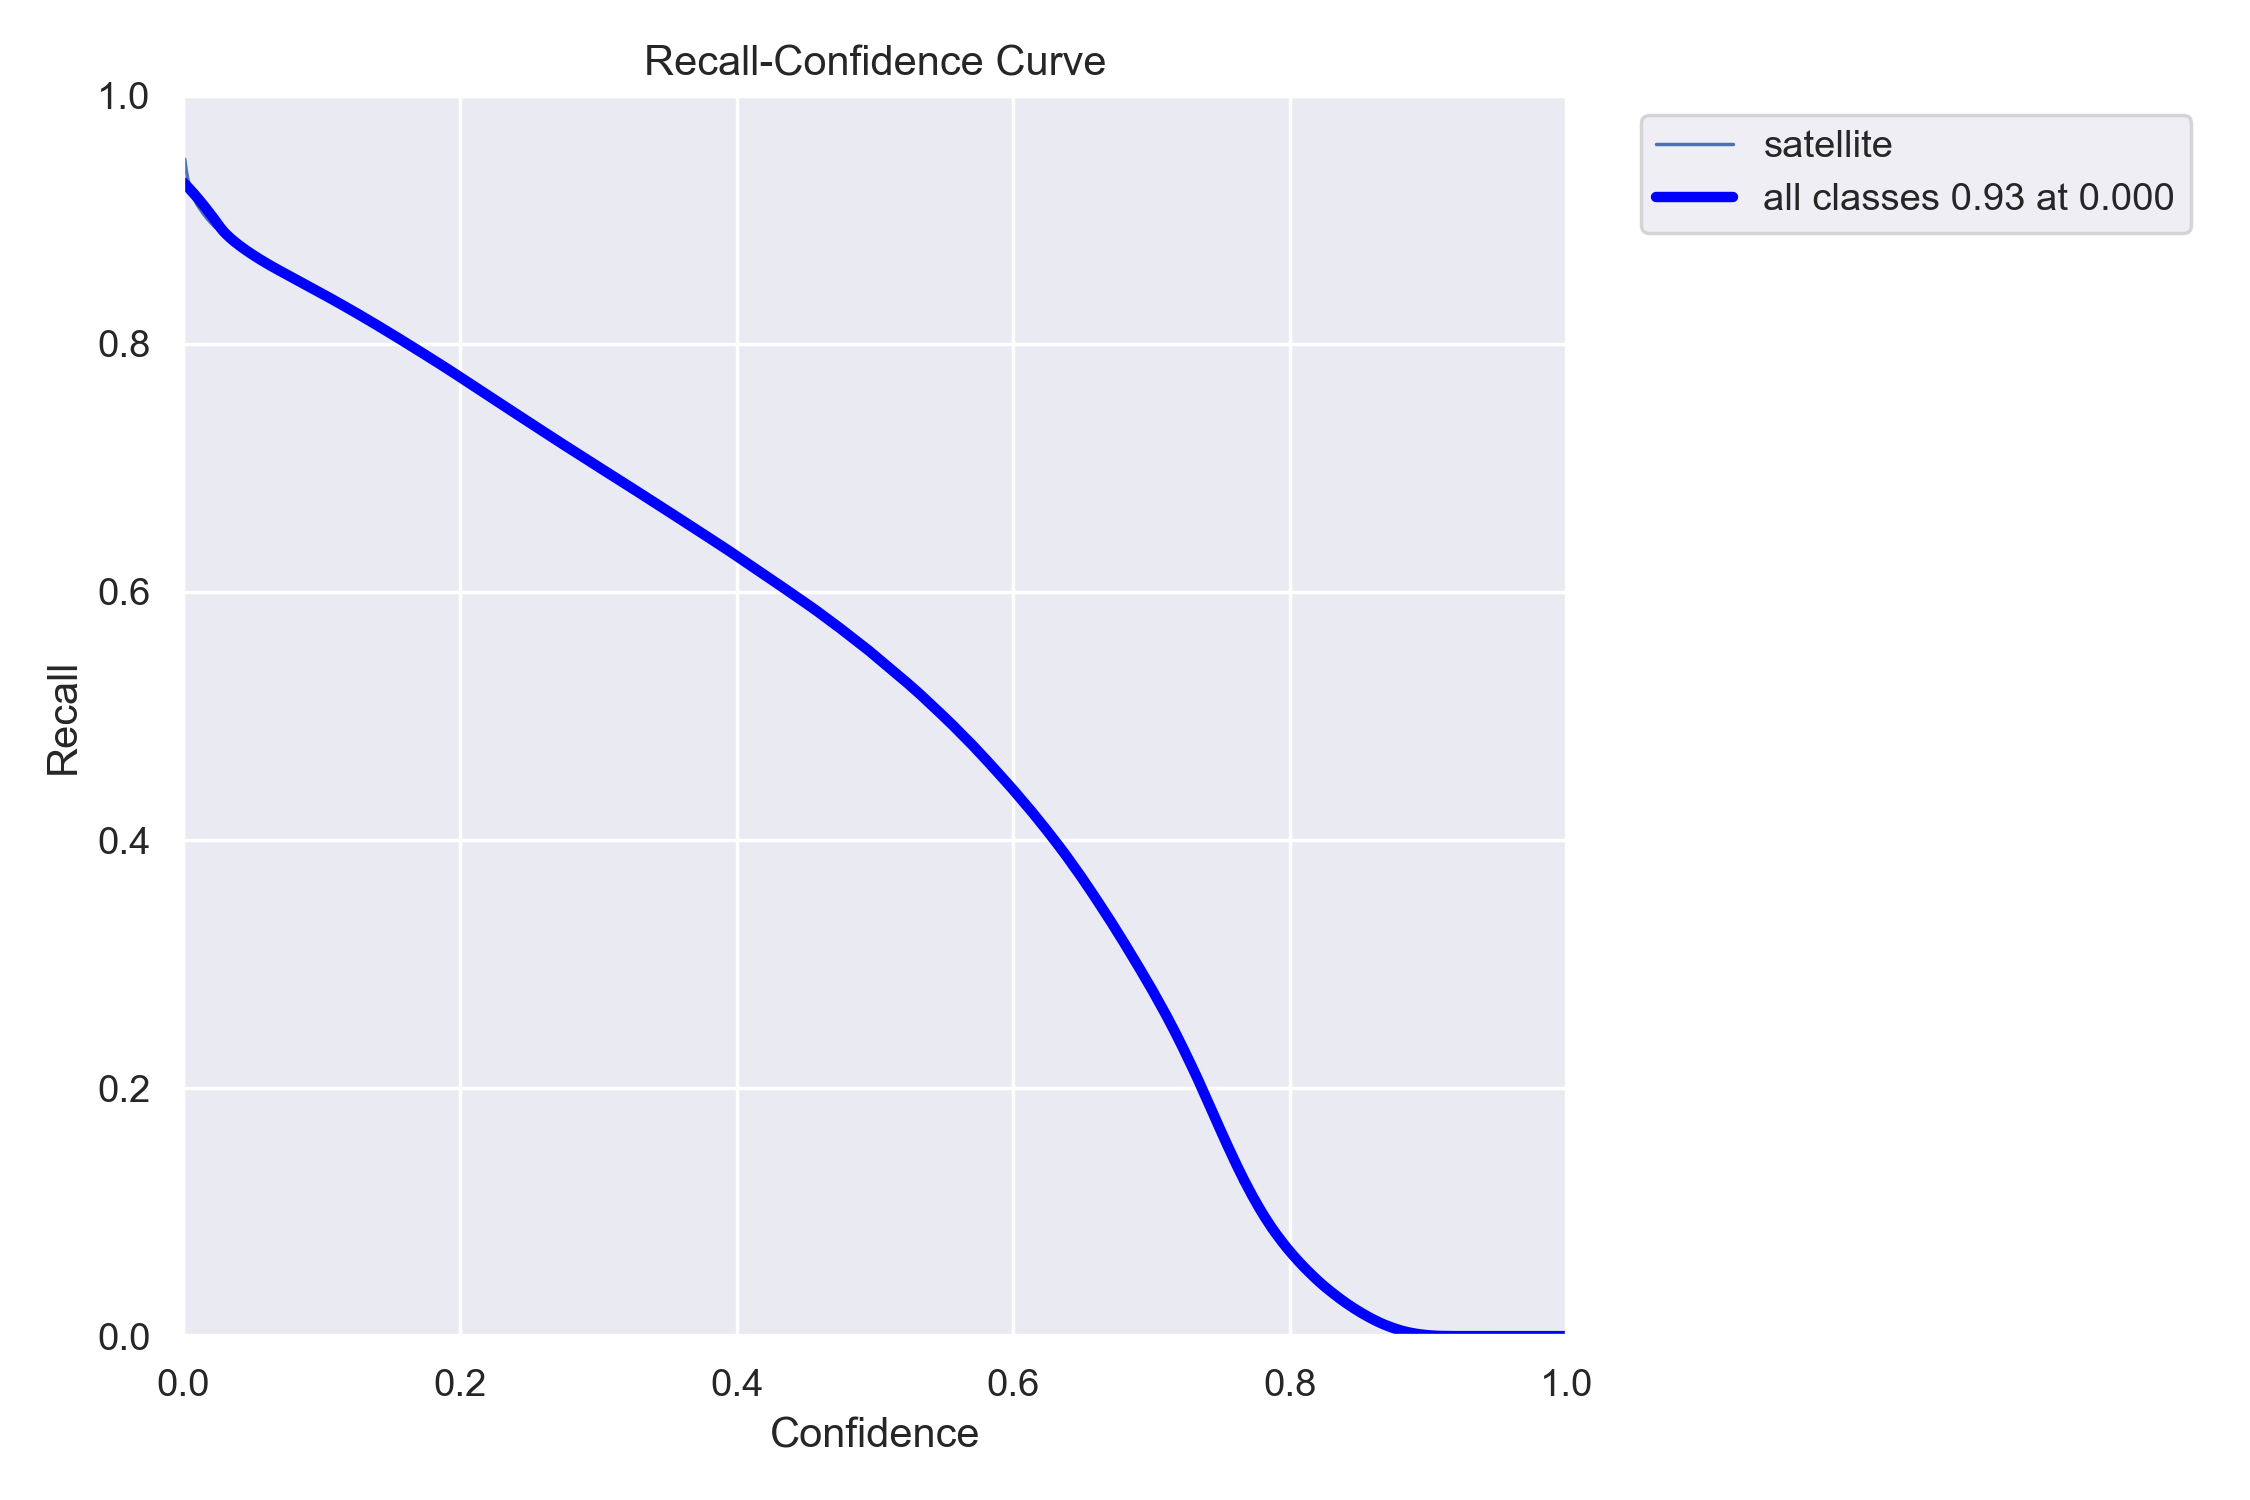 Recall-Confidence Curve
1.0
0.8
0.6
0.4
0.2
0.0
Recall
0.0 0.2 0.4 0.6 0.8 1.0
Confidence
satellite
all classes 0.93 at 0.000